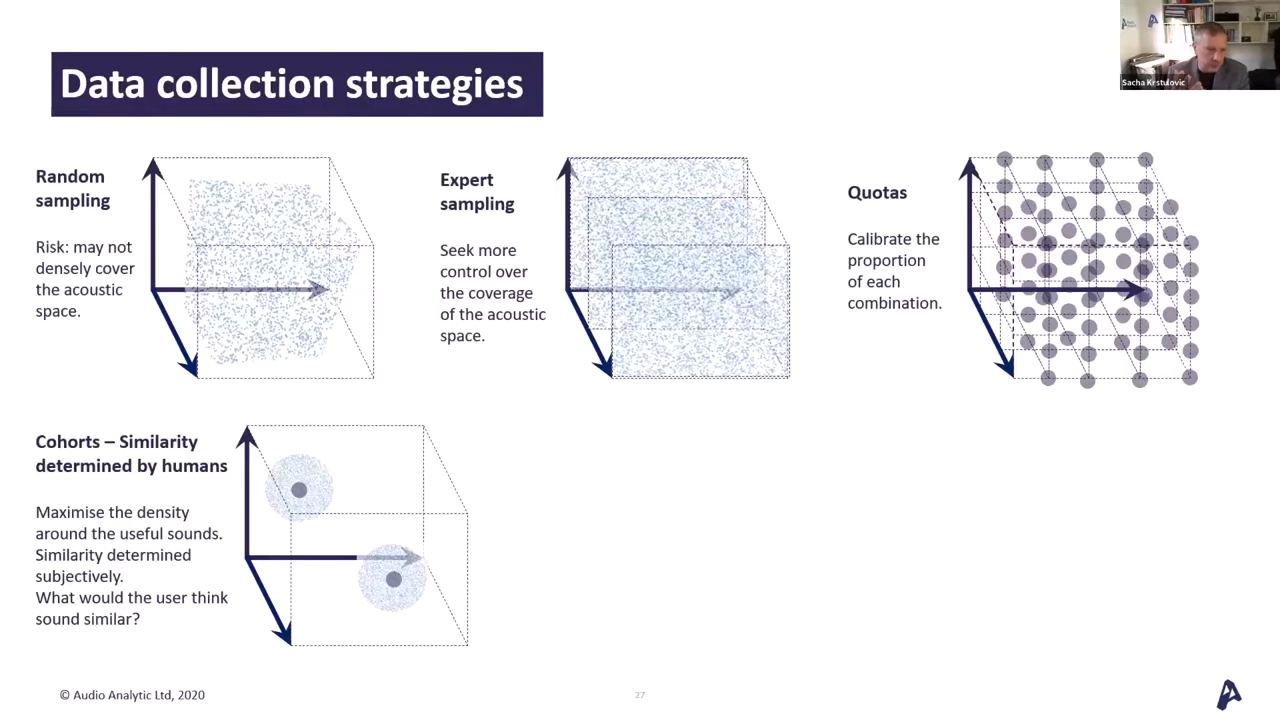 Data collection strategies
Sacha Krstulovic
Random
sampling
Risk: may not
densely cover
the acoustic
space.
Expert
sampling
Seek more
control over
the coverage
of the acoustic
space.
Quotas
Calibrate the
proportion
of each
combination.
Cohorts – Similarity
determined by humans
Maximise the density
around the useful sounds.
Similarity determined
subjectively.
What would the user think
sound similar?
© Audio Analytic Ltd, 2020
27